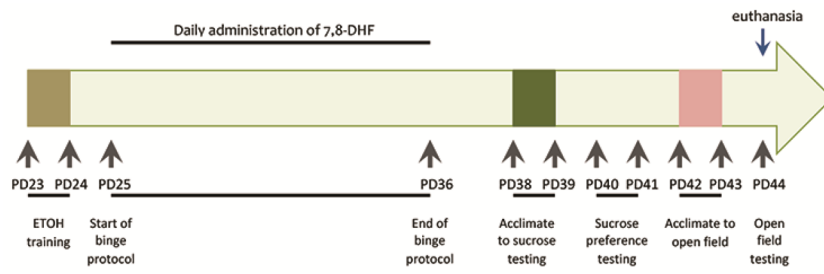 euthanasia
Daily administration of 7,8-DHF
PD23 PD24 PD25 PD36 PD38 PD39 PD40 PD41 PD42 PD43 PD44
ETOH
training
Start of
binge
protocol
End of
binge
protocol
Acclimate
to sucrose
testing
Sucrose
preference
testing
Acclimate to
open field
Open
field
testing